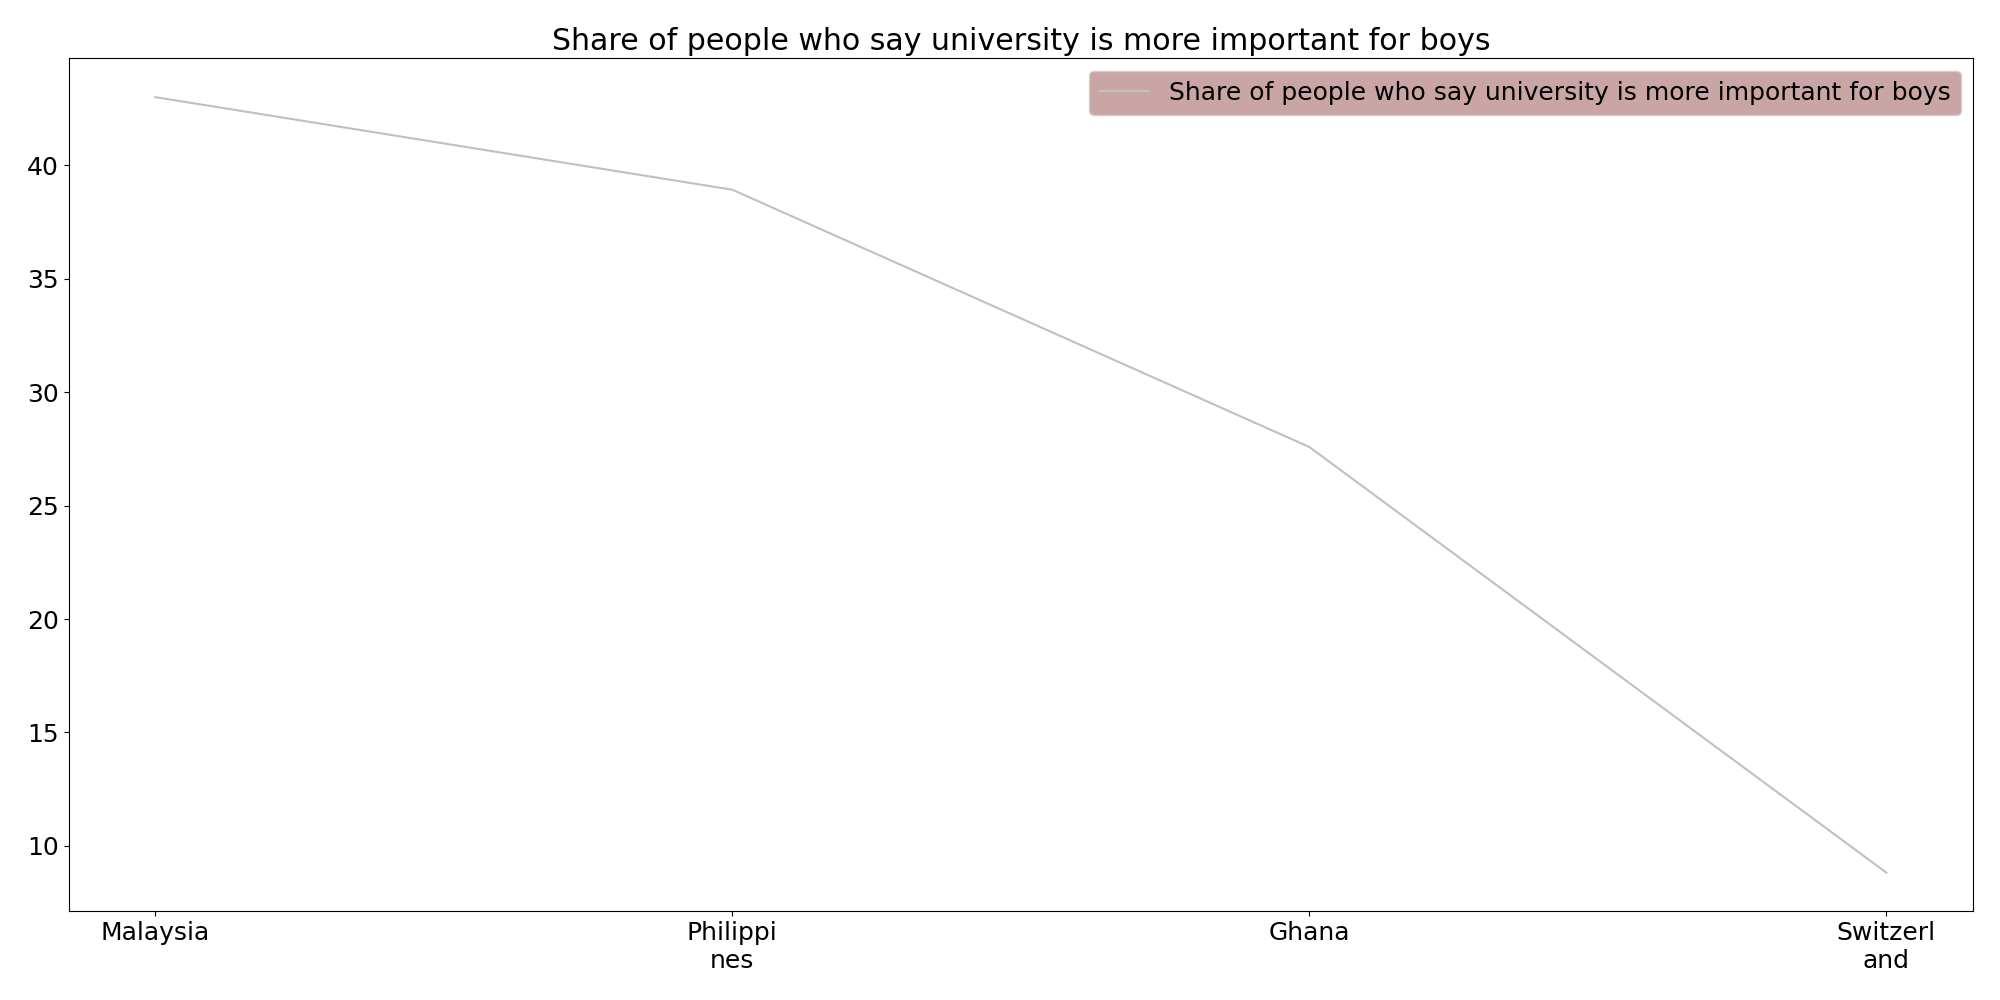 Share of people who say university is more important for boys
Share of people who say university is more important for boys
40
35
30
25
20
15
10
Malaysia
Philippi
nes
Ghana
Switzerl
and